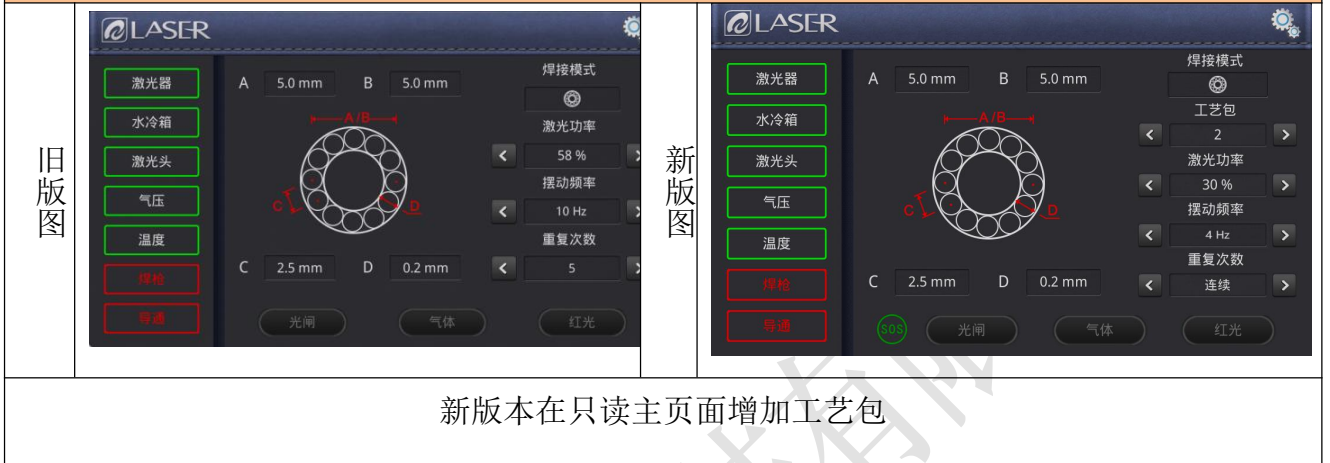 旧版图
LASER
激光器
水冷箱
激光头
气压
温度
焊枪
导通
A 5.0 mm B 5.0 mm
A/B
C
D
C 2.5 mm D 0.2 mm
焊接模式
激光功率
< 58 % >
摆动频率
< 10 Hz >
重复次数
< 5 >
光闸 气体 红光
新版图
LASER
激光器
水冷箱
激光头
气压
温度
焊枪
导通
A 5.0 mm B 5.0 mm
A/B
C
D
C 2.5 mm D 0.2 mm
焊接模式
工艺包
< 2 >
激光功率
< 30 % >
摆动频率
< 4 Hz >
重复次数
< 连续 >
SOS 光闸 气体 红光
新版本在只读主页面增加工艺包